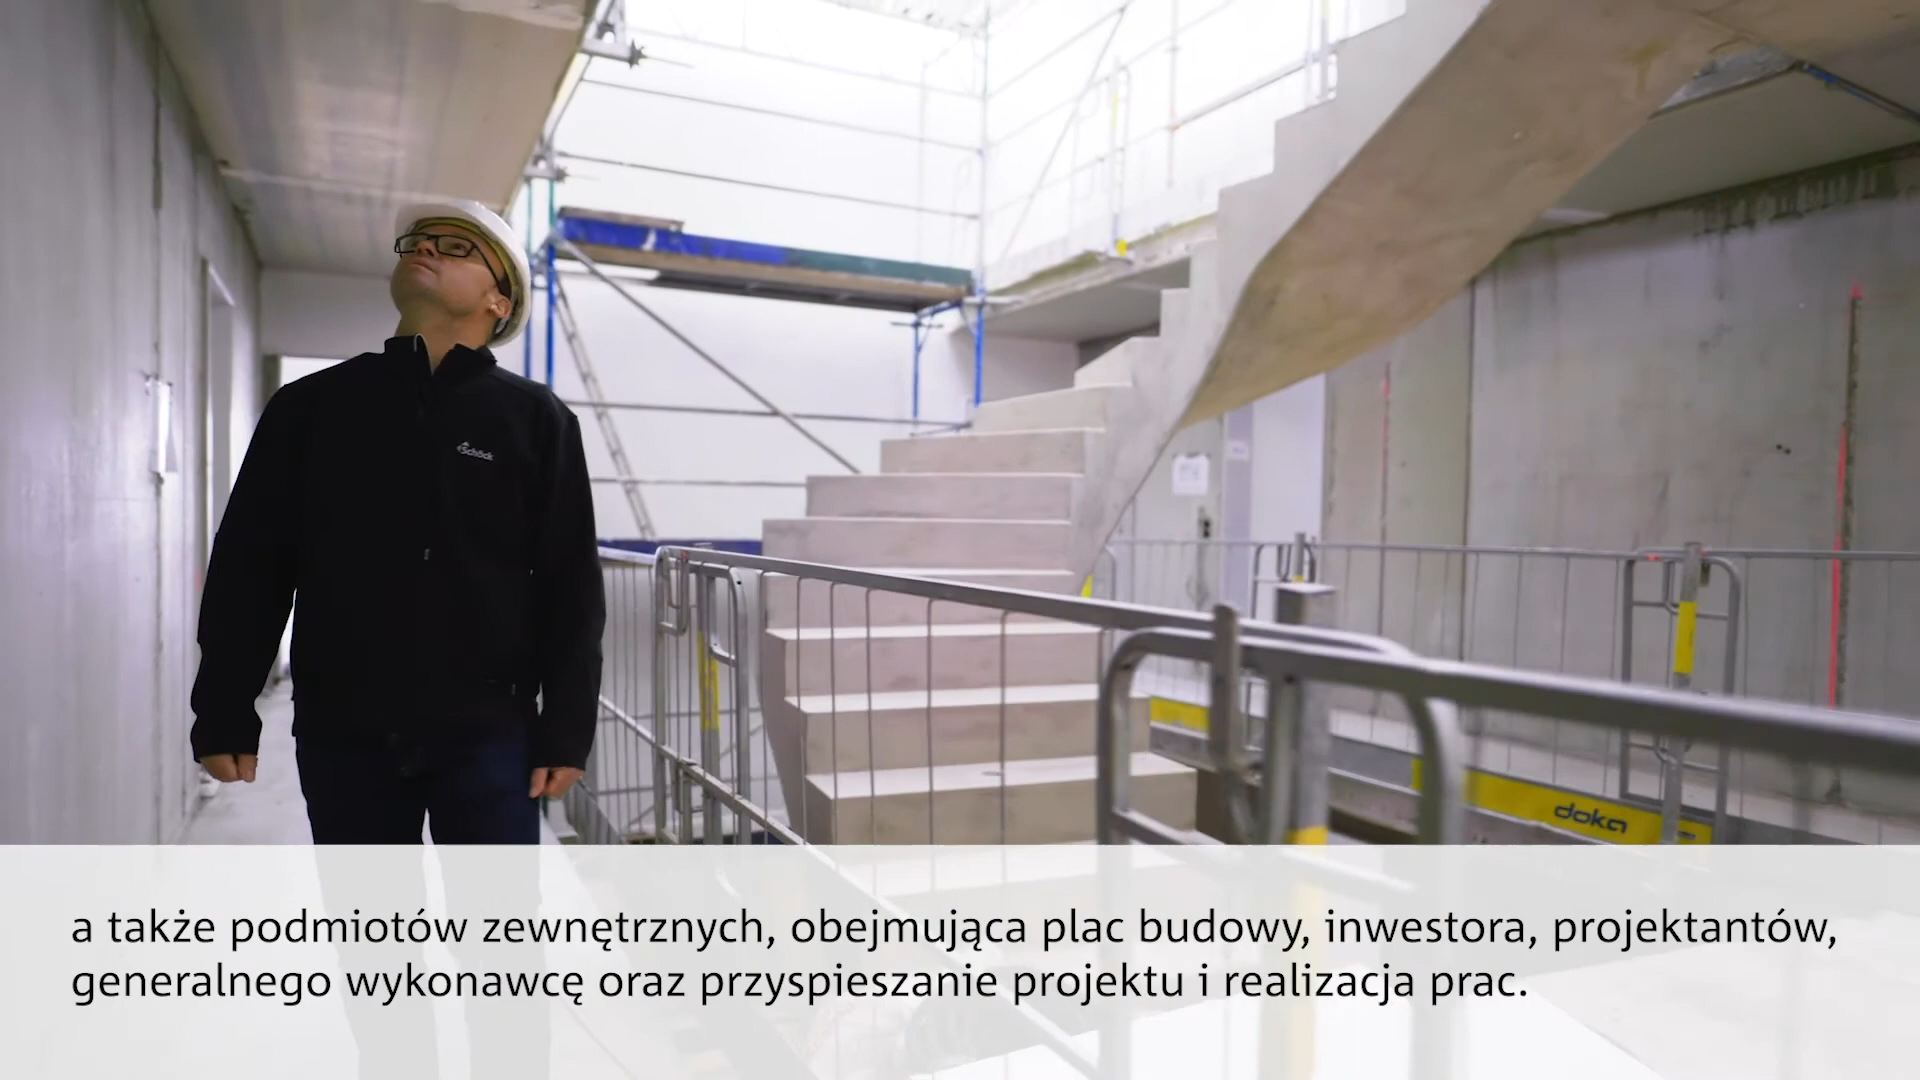 Schöck
doka
a także podmiotów zewnętrznych, obejmująca plac budowy, inwestora, projektantów,
generalnego wykonawcę oraz przyspieszanie projektu i realizacja prac.